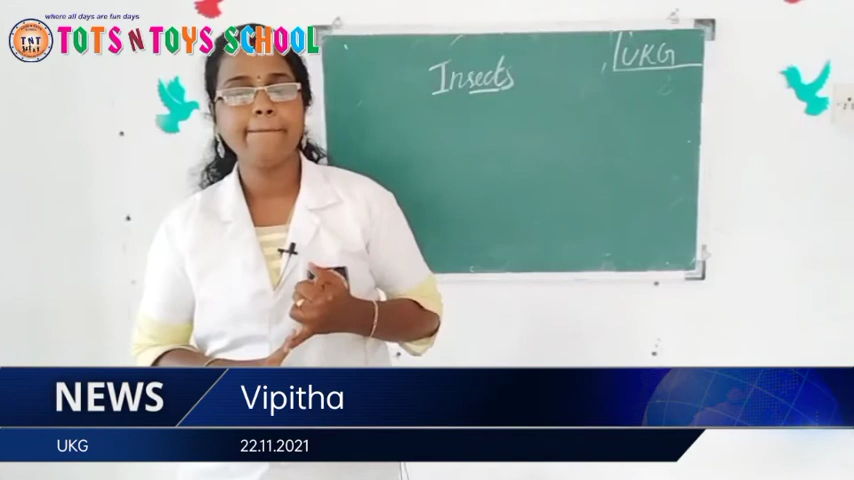 where all days are fun days
TNT
TOTS N TOYS SCHOOL
Insects
UKG
NEWS
Vipitha
UKG
22.11.2021